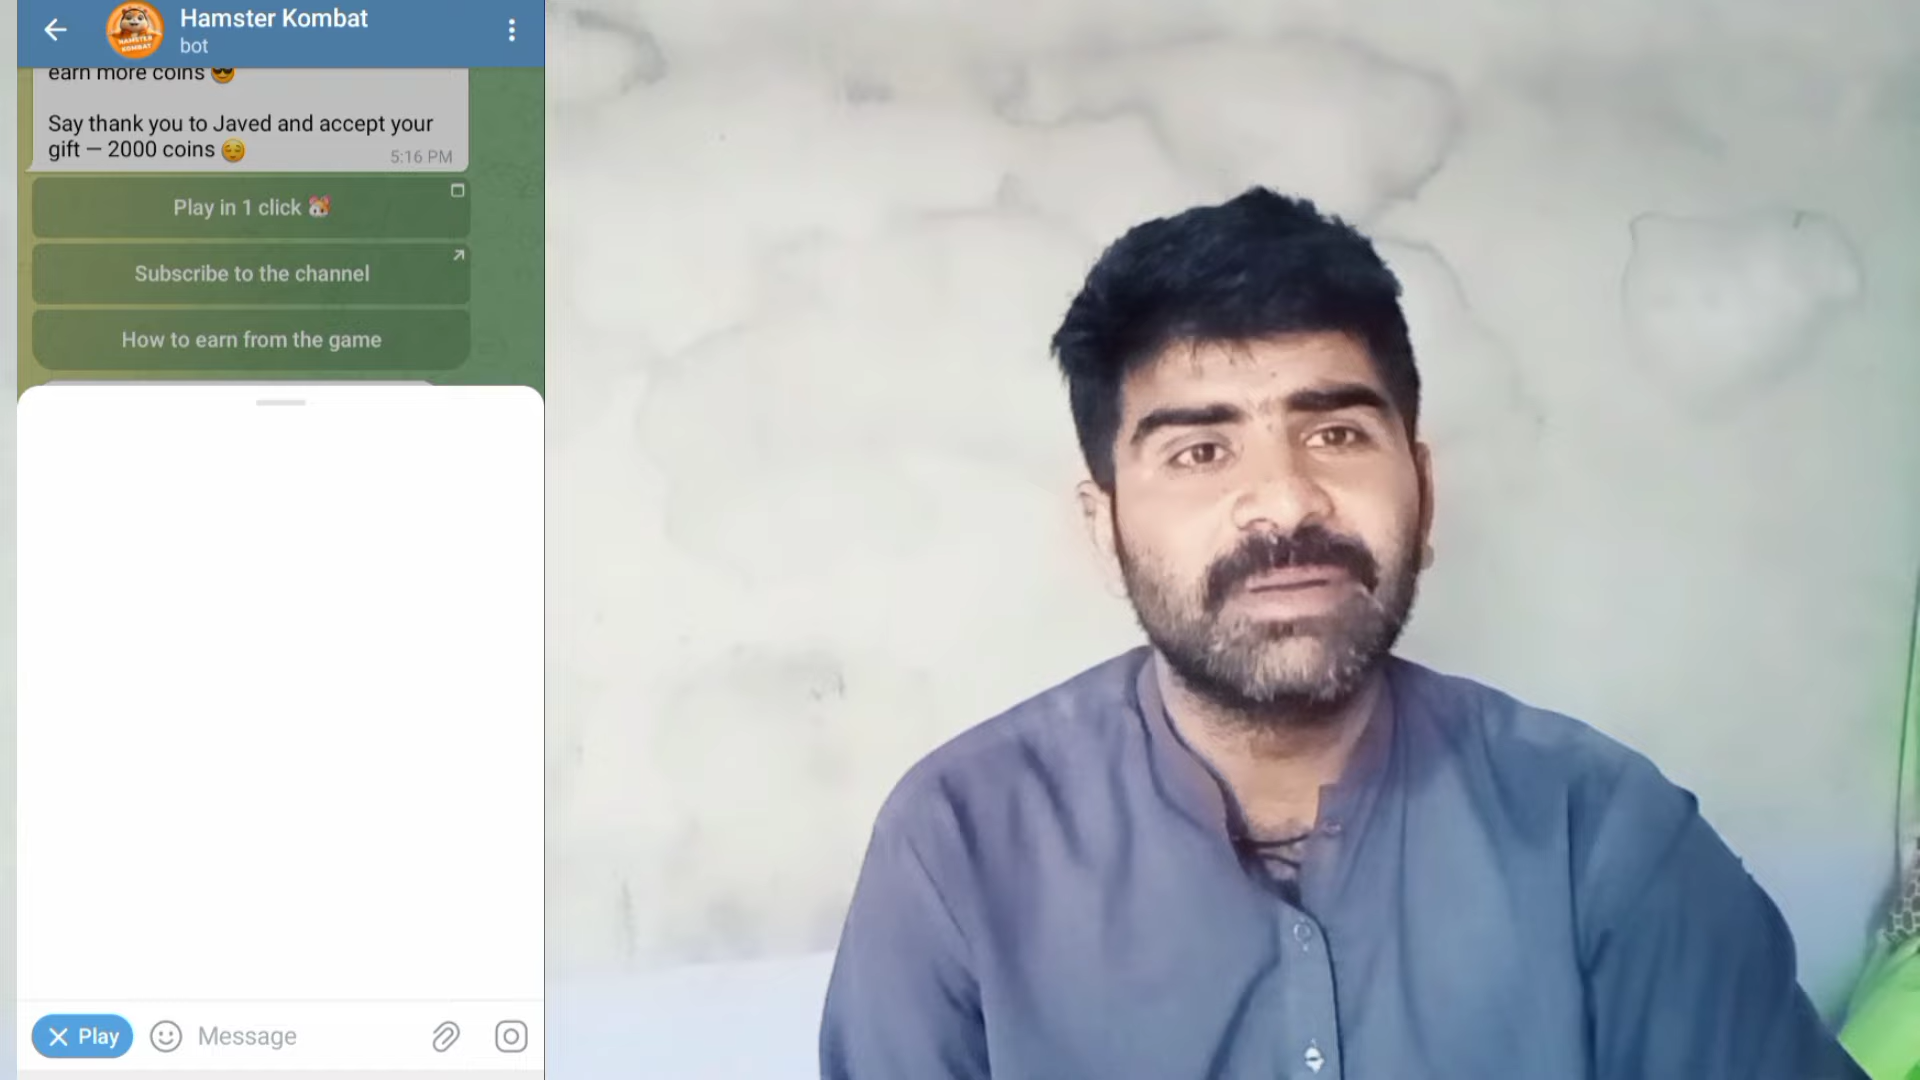 Hamster Kombat
bot
earn more coins 😎
Say thank you to Javed and accept your
gift — 2000 coins 😌
5:16 PM
Play in 1 click 🐹
Subscribe to the channel
How to earn from the game
Play
Message